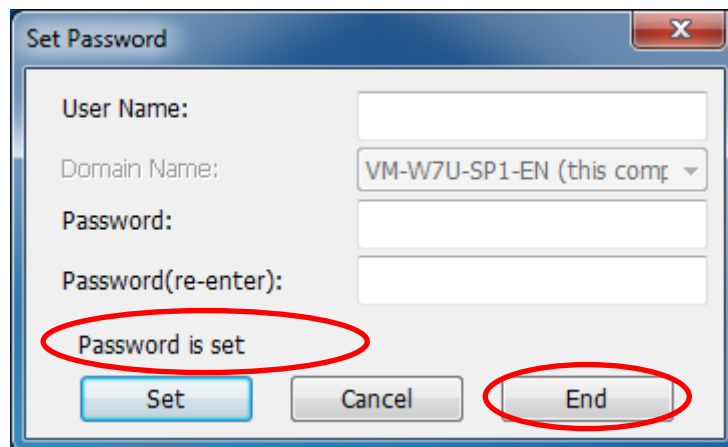 Set Password
User Name:
Domain Name: VM-W7U-SP1-EN (this comp
Password:
Password(re-enter):
Password is set
Set Cancel End